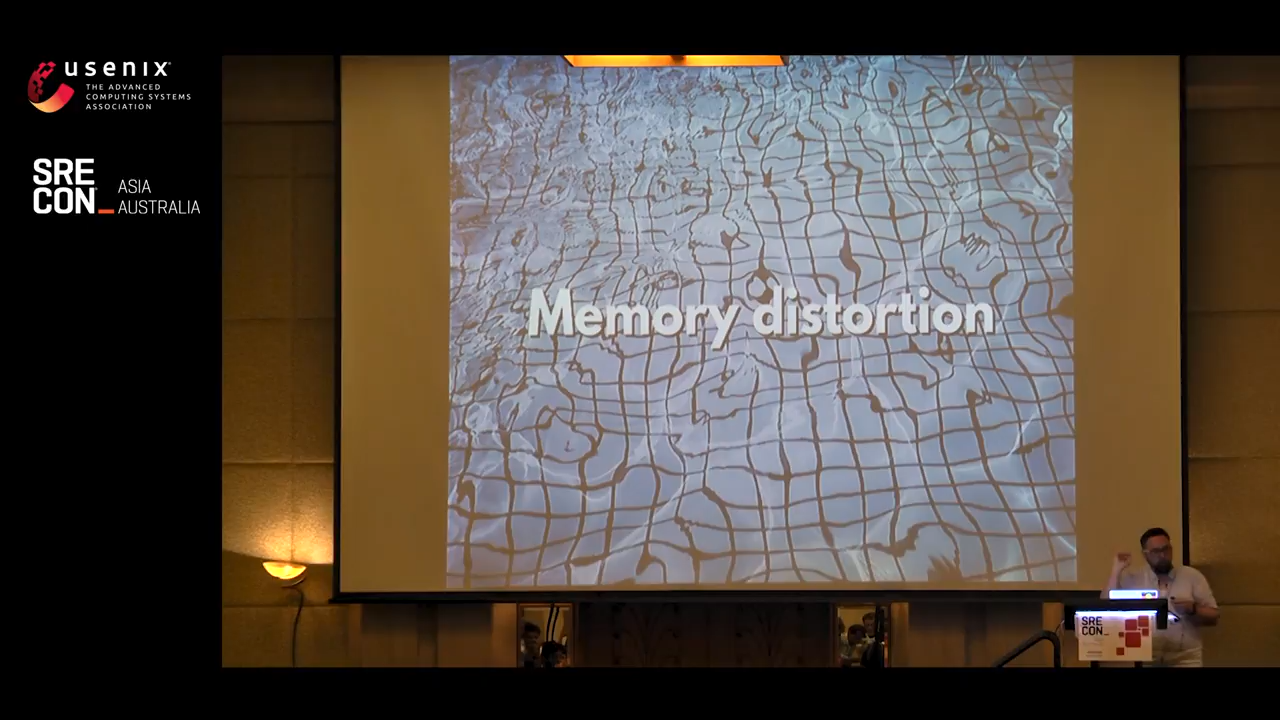 usenix
THE ADVANCED
COMPUTING SYSTEMS
ASSOCIATION
SRE
CON
ASIA
AUSTRALIA
Memory distortion
SRE
CON